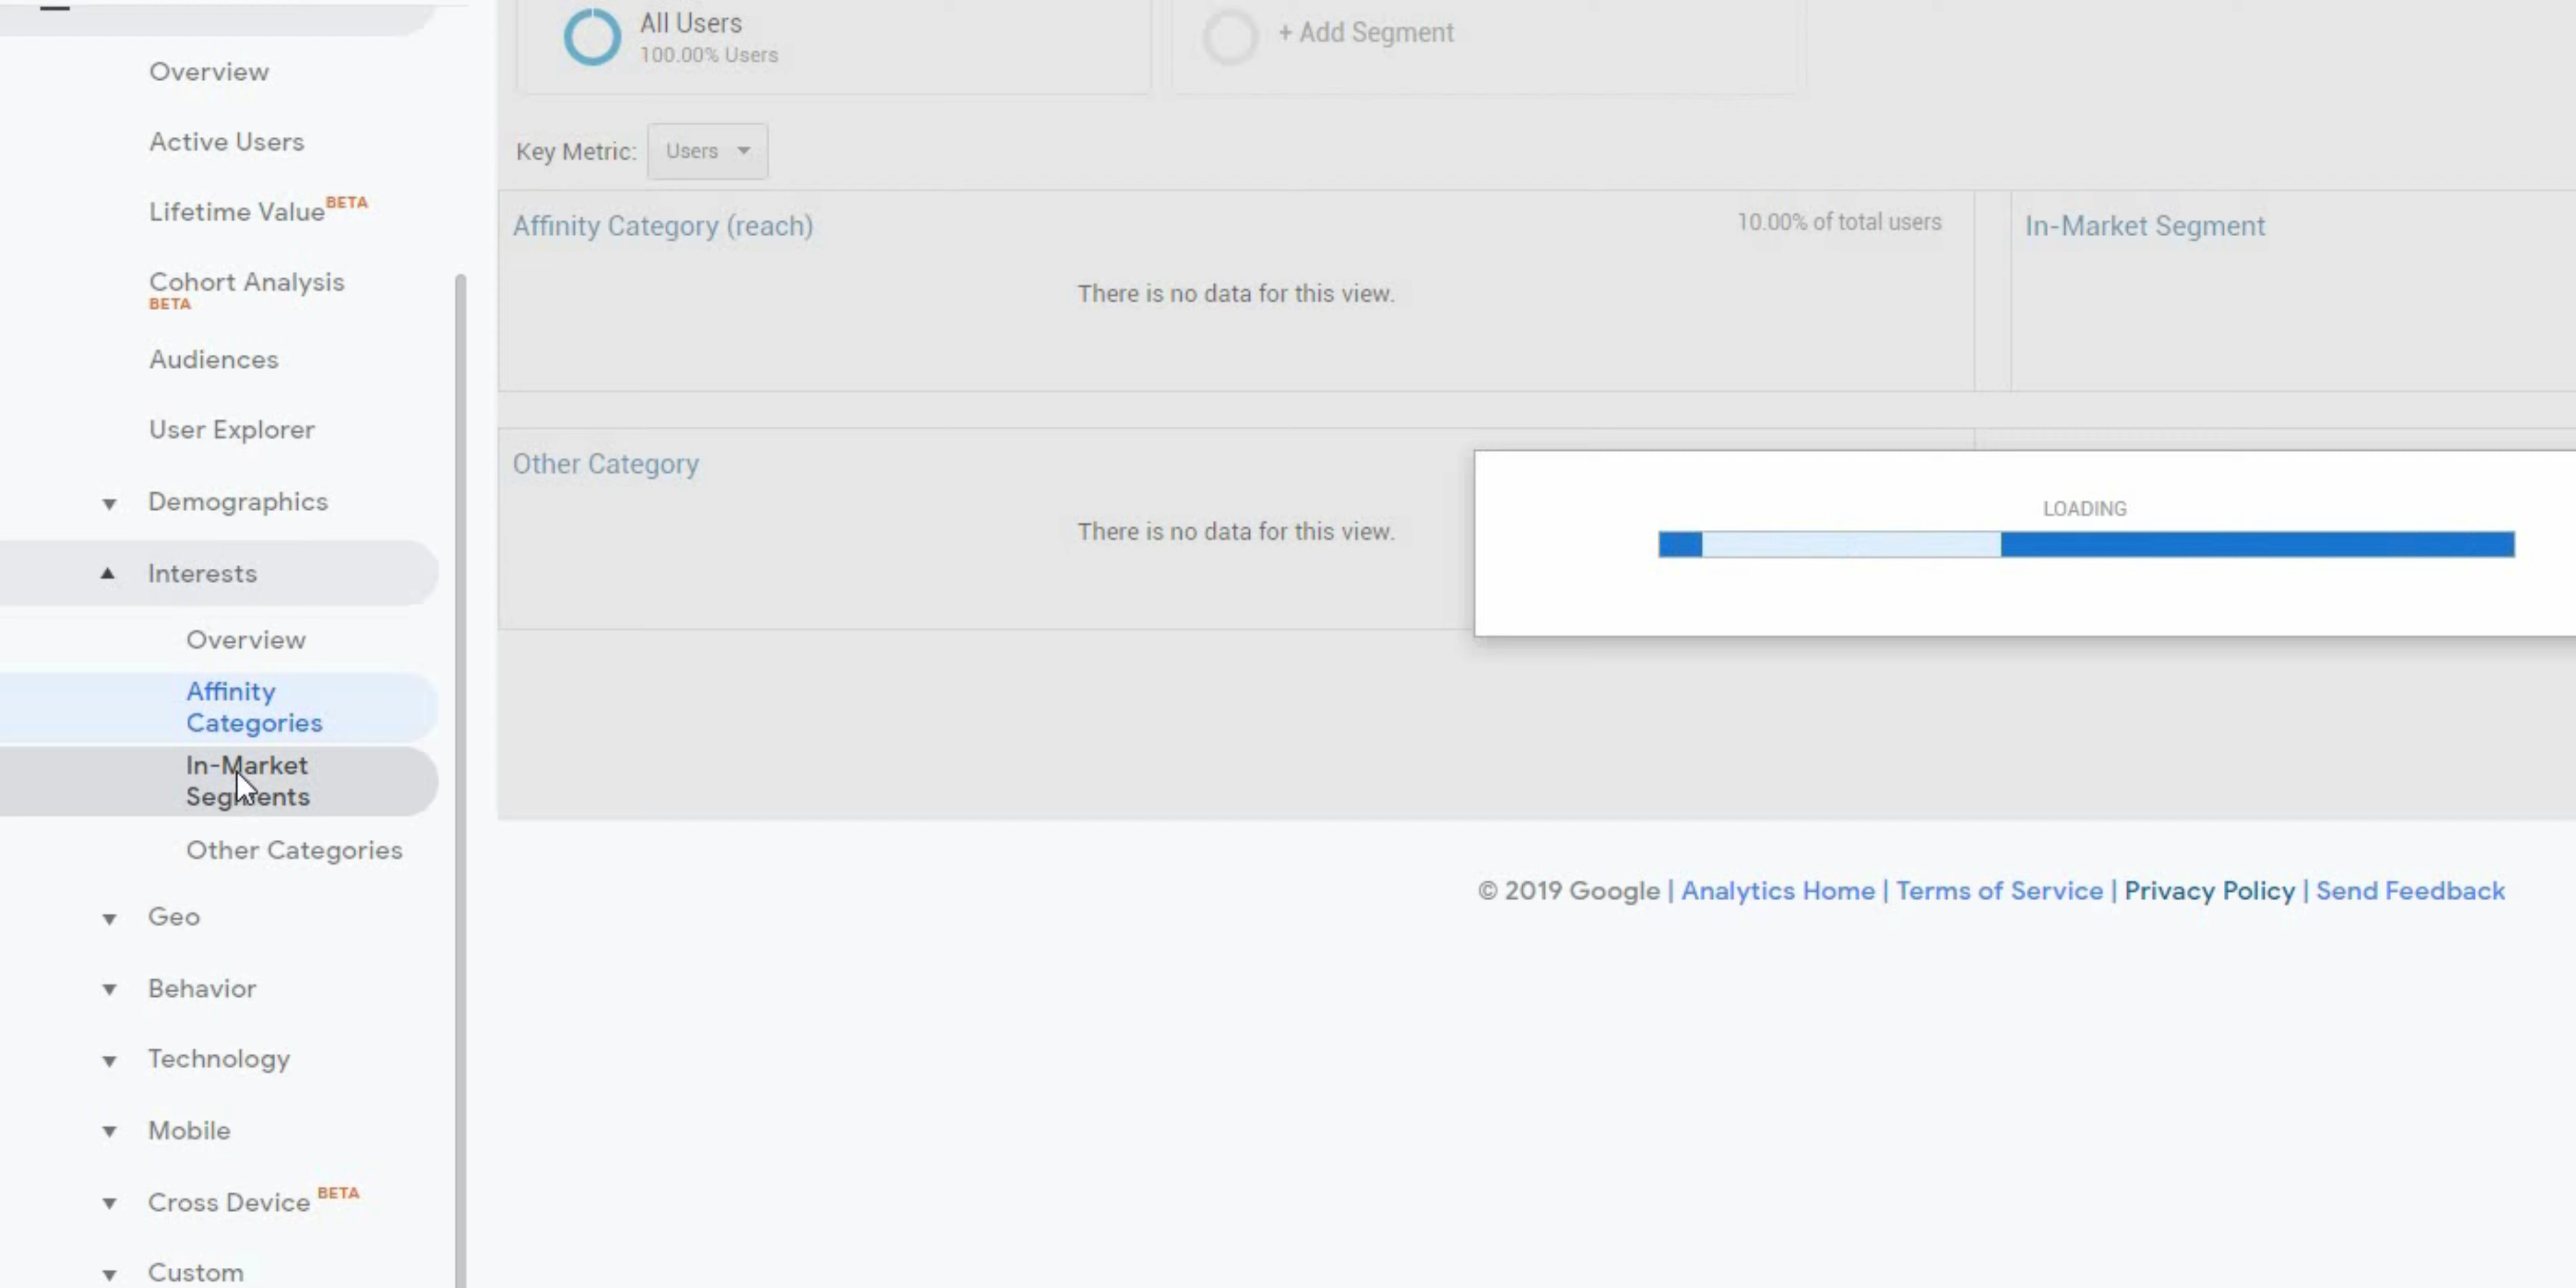 Overview
Active Users
Lifetime Value BETA
Cohort Analysis
BETA
Audiences
User Explorer
Demographics
Interests
Overview
Affinity
Categories
In-Market
Segments
Other Categories
Geo
Behavior
Technology
Mobile
Cross Device BETA
Custom
All Users
100.00% Users
+ Add Segment
Key Metric: Users
Affinity Category (reach)
10.00% of total users
There is no data for this view.
In-Market Segment
Other Category
There is no data for this view.
LOADING
© 2019 Google | Analytics Home | Terms of Service | Privacy Policy | Send Feedback